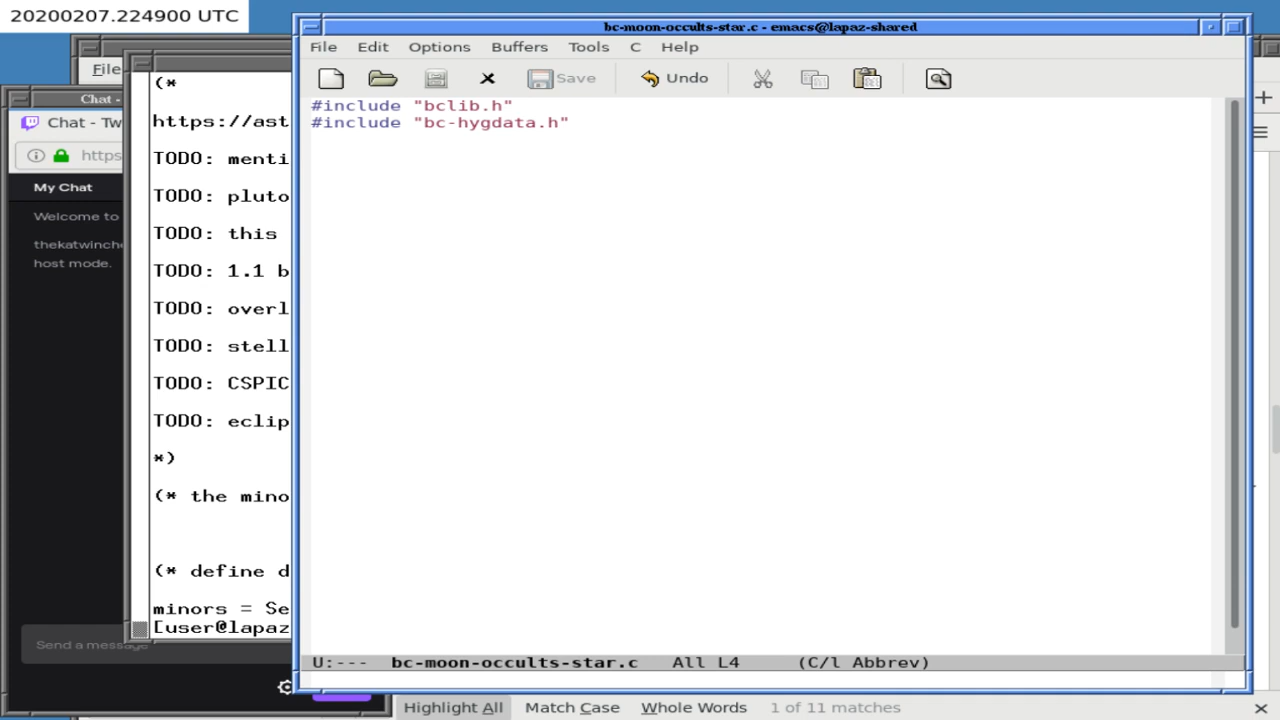 20200207.224900 UTC
bc-moon-occults-star.c - emacs@lapaz-shared
File Edit Options Buffers Tools C Help
Save Undo
#include "bclib.h"
#include "bc-hygdata.h"
U:--- bc-moon-occults-star.c All L4 (C/l Abbrev)
File
(*
https://ast
TODO: menti
TODO: pluto
TODO: this
TODO: 1.1 b
TODO: overl
TODO: stell
TODO: CSPIC
TODO: eclip
*)
(* the mino
(* define d
minors = Se
[user@lapaz
Chat -
Chat - Tw
https
My Chat
Welcome to
thekatwinch
host mode.
Send a message
Highlight All Match Case Whole Words 1 of 11 matches